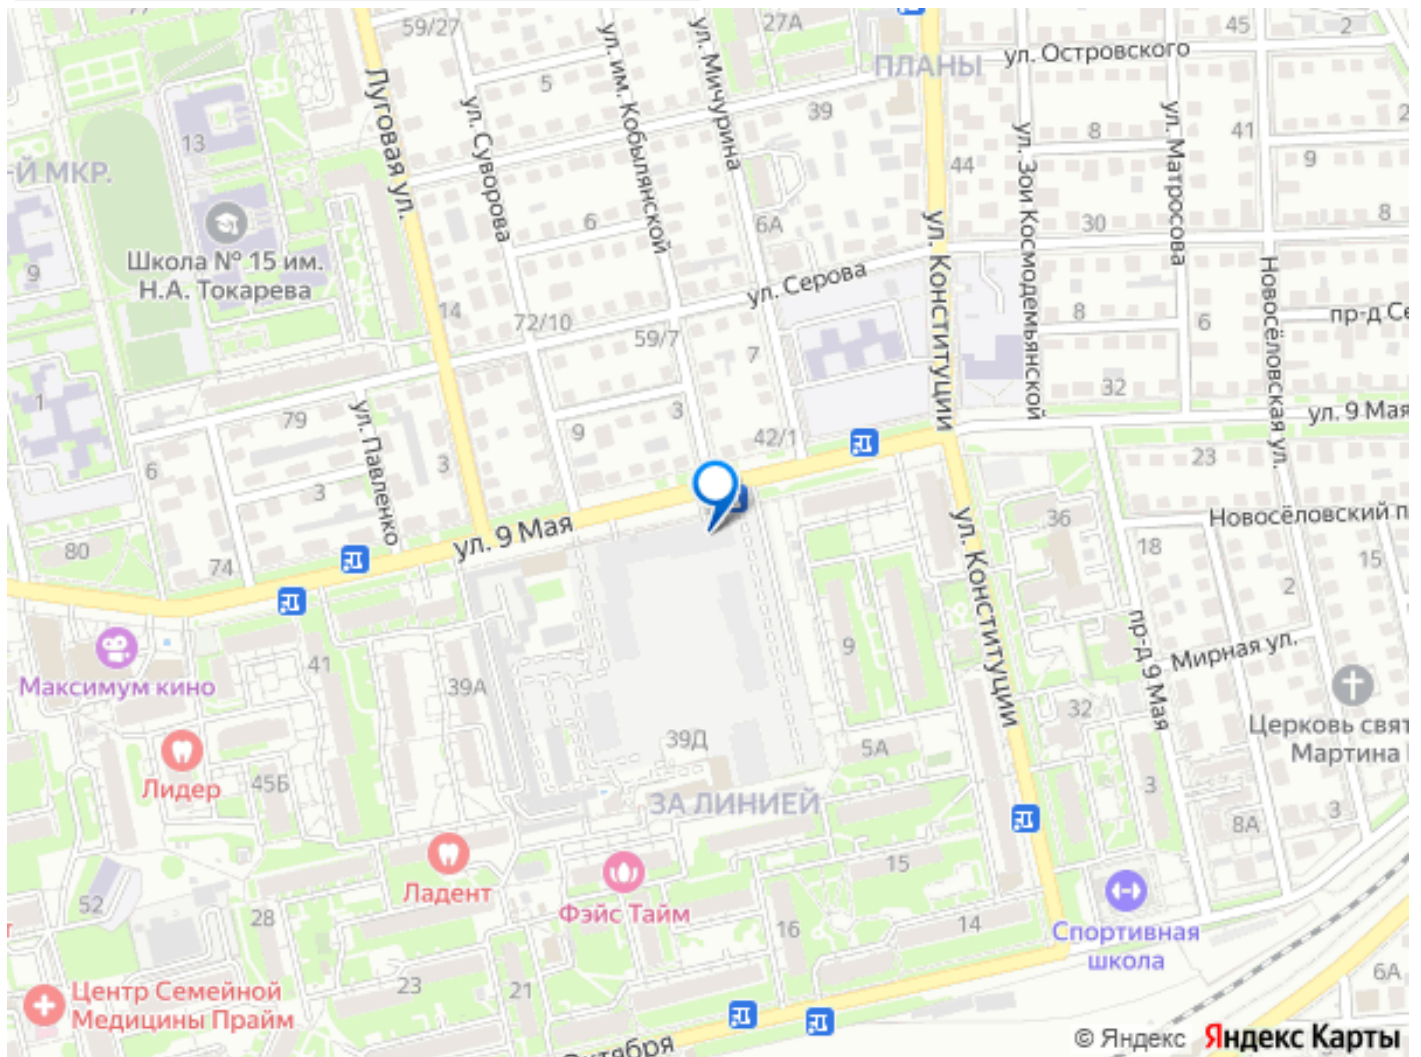 59/27
27А
45
2
ул. Островского
ПЛАНЫ
5
39
8
41
9
13
Луговая ул.
ул. Суворова
ул. им. Кобылянской
ул. Мичурина
ул. Зои Космодемьянской
ул. Матросова
44
-Й МКР.
6
6А
30
8
ул. Конституции
Школа № 15 им.
Н.А. Токарева
9
ул. Серова
Новосёловская ул.
14
72/10
59/7
7
8
6
пр-д Се
1
79
ул. Павленко
3
32
ул. 9 Мая
9
42/1
6
3
3
23
80
74
ул. 9 Мая
ул. Конституции
36
18
Новосёловский п
15
2
пр-д 9 Мая
Мирная ул.
Максимум кино
41
39А
9
32
Церковь свят
Мартина
Лидер
45Б
39Д
5А
ЗА ЛИНИЕЙ
3
8А
3
Ладент
Фэйс Тайм
15
52
28
16
14
Спортивная
школа
Центр Семейной
Медицины Прайм
23
21
6А
Октября
© Яндекс Яндекс Карты